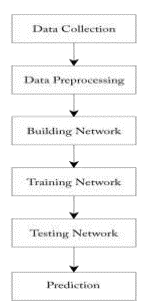 Data Collection
Data Preprocessing
Building Network
Training Network
Testing Network
Prediction